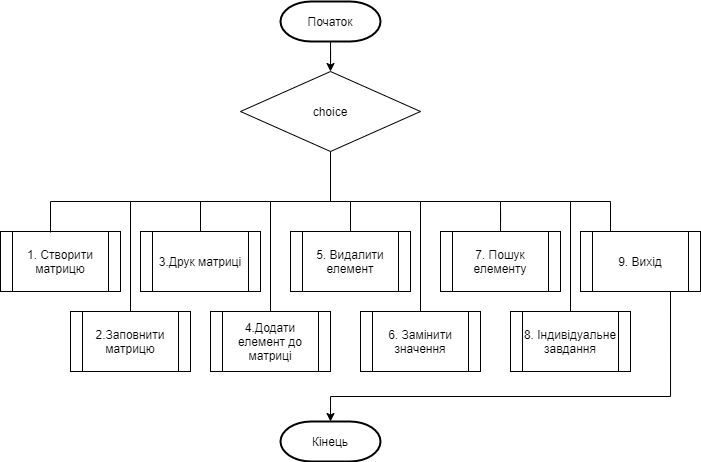 Початок
choice
1. Створити
матрицю
3.Друк матриці
5. Видалити
елемент
7. Пошук
елементу
9. Вихід
2.Заповнити
матрицю
4.Додати
елемент до
матриці
6. Замінити
значення
8. Індивідуальне
завдання
Кінець